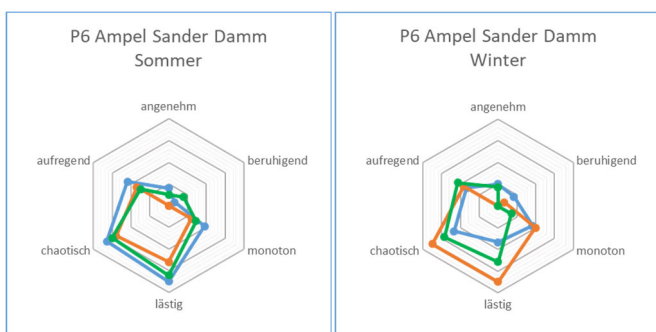 P6 Ampel Sander Damm
Sommer
angenehm
aufregend
beruhigend
chaotisch
monoton
lästig
P6 Ampel Sander Damm
Winter
angenehm
aufregend
beruhigend
chaotisch
monoton
lästig